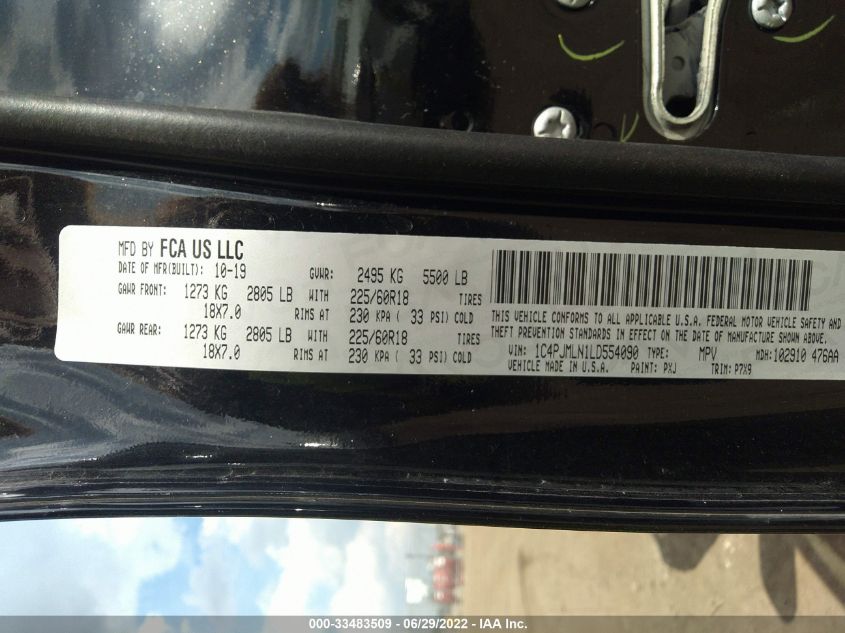 MFD BY FCA US LLC
DATE OF MFR(BUILT): 10-19 GVWR: 2495 KG 5500 LB
GAWR FRONT: 1273 KG 2805 LB WITH 225/60R18 TIRES
18X7.0 RIMS AT 230 KPA ( 33 PSI) COLD
GAWR REAR: 1273 KG 2805 LB WITH 225/60R18 TIRES
18X7.0 RIMS AT 230 KPA ( 33 PSI) COLD
THIS VEHICLE CONFORMS TO ALL APPLICABLE U.S.A. FEDERAL MOTOR VEHICLE SAFETY AND
THEFT PREVENTION STANDARDS IN EFFECT ON THE DATE OF MANUFACTURE SHOWN ABOVE.
VIN: 1C4PJMLN1LD554090 TYPE: MPV MDH:102910 476AA
VEHICLE MADE IN U.S.A. PAINT: PXJ TRIM: P7X9
000-33483509 - 06/29/2022 - IAA Inc.